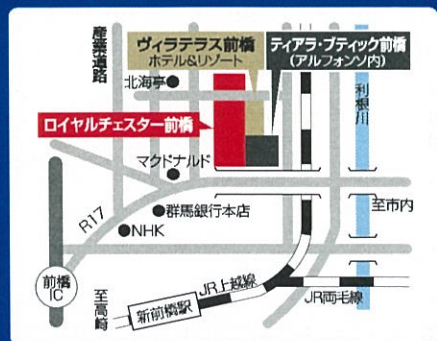 産業道路
ヴィラテラス前橋
ホテル&リゾート
ティアラ・ブティック前橋
(アルフォンソ内)
北海亭
利根川
ロイヤルチェスター前橋
マクドナルド
R17
群馬銀行本店
至市内
NHK
前橋
IC
至高崎
新前橋駅
JR上越線
JR両毛線